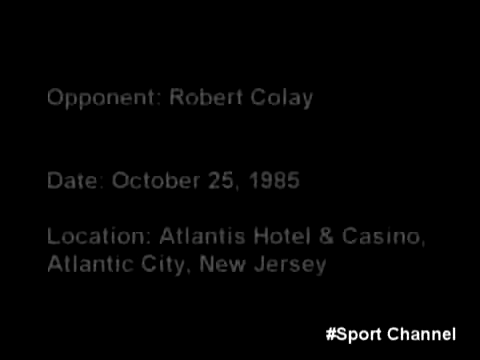 Opponent: Robert Colay
Date: October 25, 1985
Location: Atlantis Hotel & Casino,
Atlantic City, New Jersey
#Sport Channel